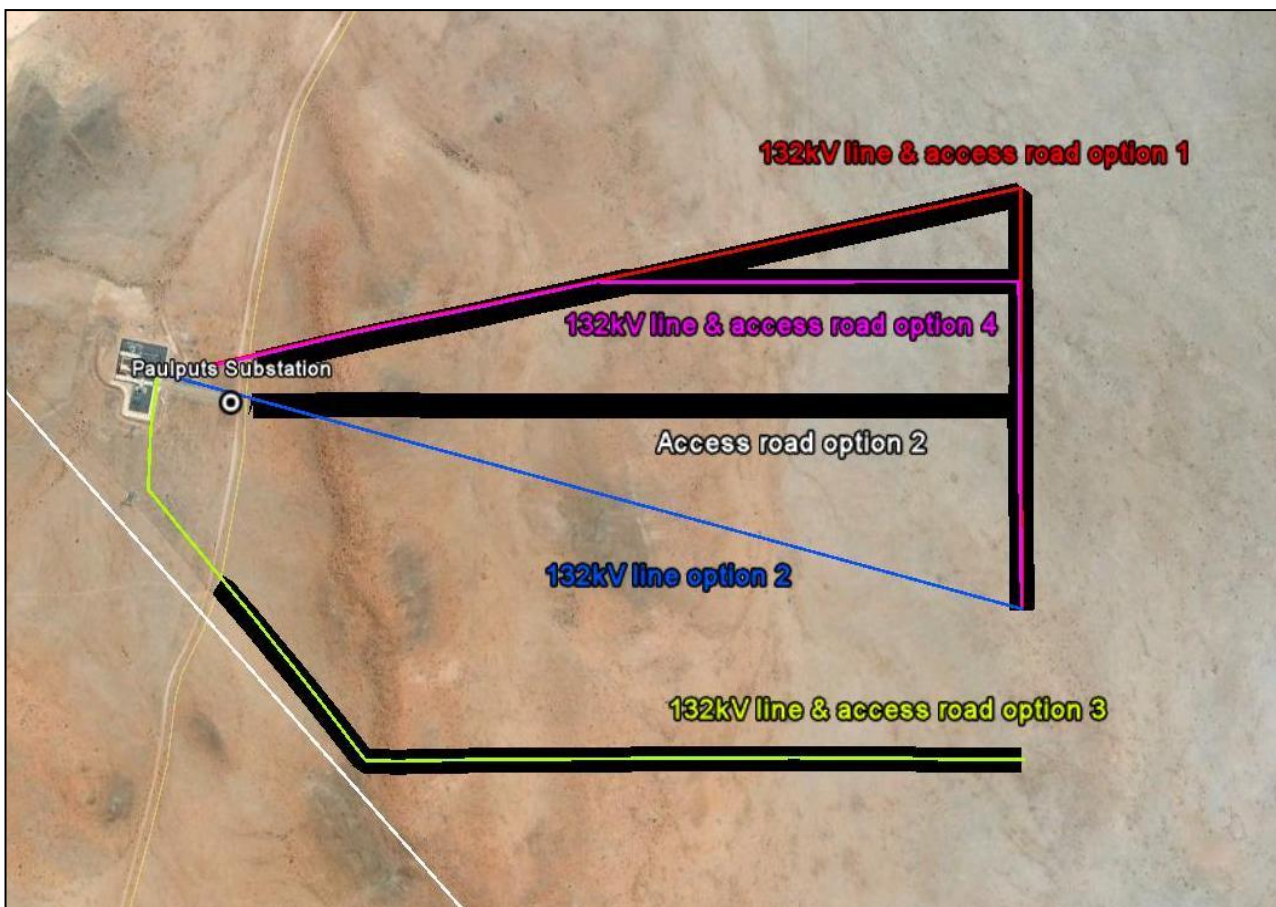 132kV line & access road option 1
132kV line & access road option 4
Paulputs Substation
Access road option 2
132kV line option 2
132kV line & access road option 3